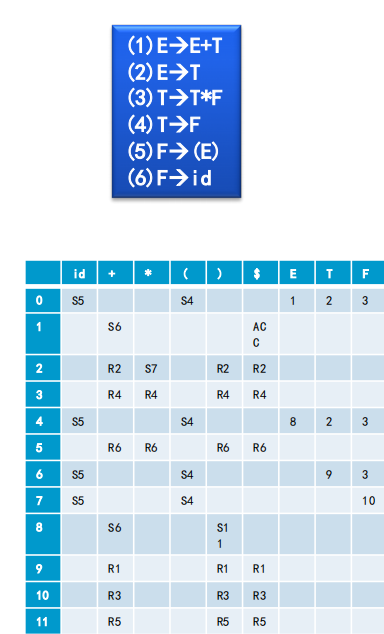 (1)E→E+T
(2)E→T
(3)T→T*F
(4)T→F
(5)F→(E)
(6)F→id
id + * ( ) $ E T F
0 S5 S4 1 2 3
1 S6 AC
C
2 R2 S7 R2 R2
3 R4 R4 R4 R4
4 S5 S4 8 2 3
5 R6 R6 R6 R6
6 S5 S4 9 3
7 S5 S4 10
8 S6 S1
1
9 R1 R1 R1
10 R3 R3 R3
11 R5 R5 R5